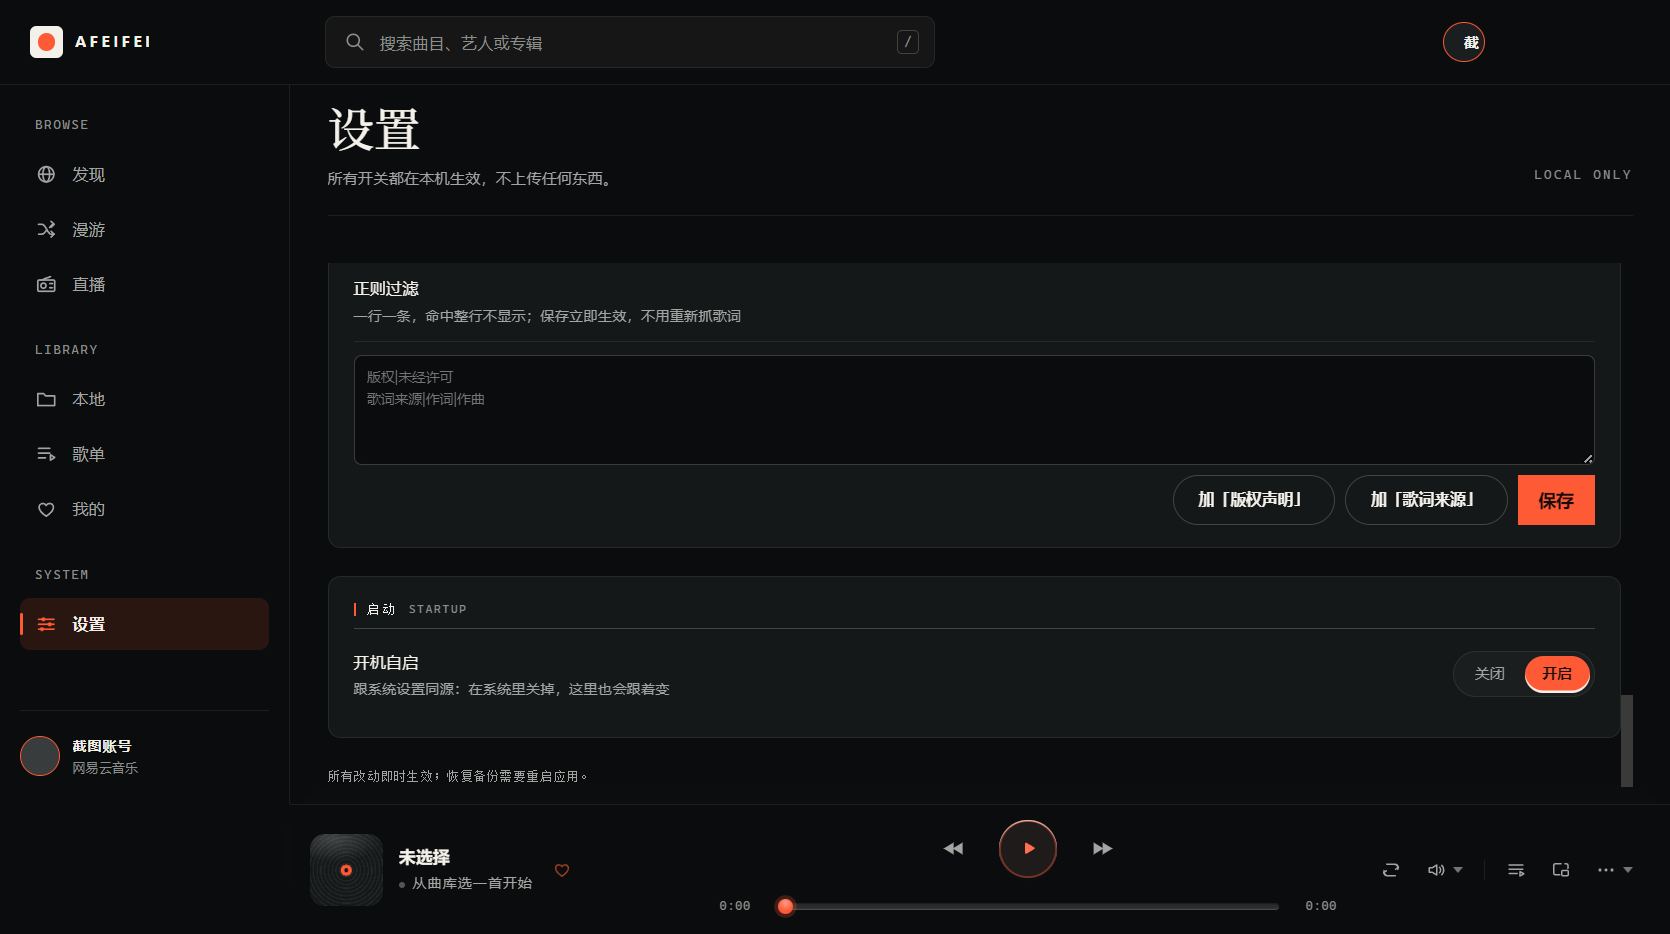 AFEIFEI
搜索曲目、艺人或专辑
/
截
BROWSE
发现
漫游
直播
LIBRARY
本地
歌单
我的
SYSTEM
设置
截图账号
网易云音乐
设置
所有开关都在本机生效，不上传任何东西。
LOCAL ONLY
正则过滤
一行一条，命中整行不显示；保存立即生效，不用重新抓歌词
版权|未经许可
歌词来源|作词|作曲
加「版权声明」
加「歌词来源」
保存
启动 STARTUP
开机自启
跟系统设置同源：在系统里关掉，这里也会跟着变
关闭
开启
所有改动即时生效；恢复备份需要重启应用。
未选择
从曲库选一首开始
0:00
0:00